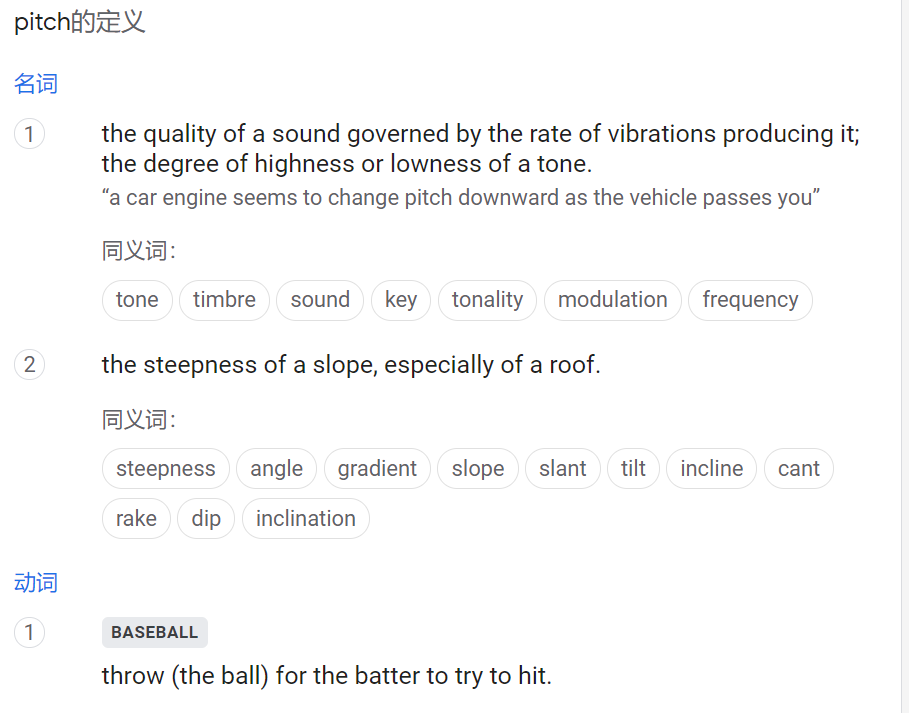 pitch的定义
名词
1
the quality of a sound governed by the rate of vibrations producing it;
the degree of highness or lowness of a tone.
“a car engine seems to change pitch downward as the vehicle passes you”
同义词：
tone timbre sound key tonality modulation frequency
2
the steepness of a slope, especially of a roof.
同义词：
steepness angle gradient slope slant tilt incline cant
rake dip inclination
动词
1
BASEBALL
throw (the ball) for the batter to try to hit.